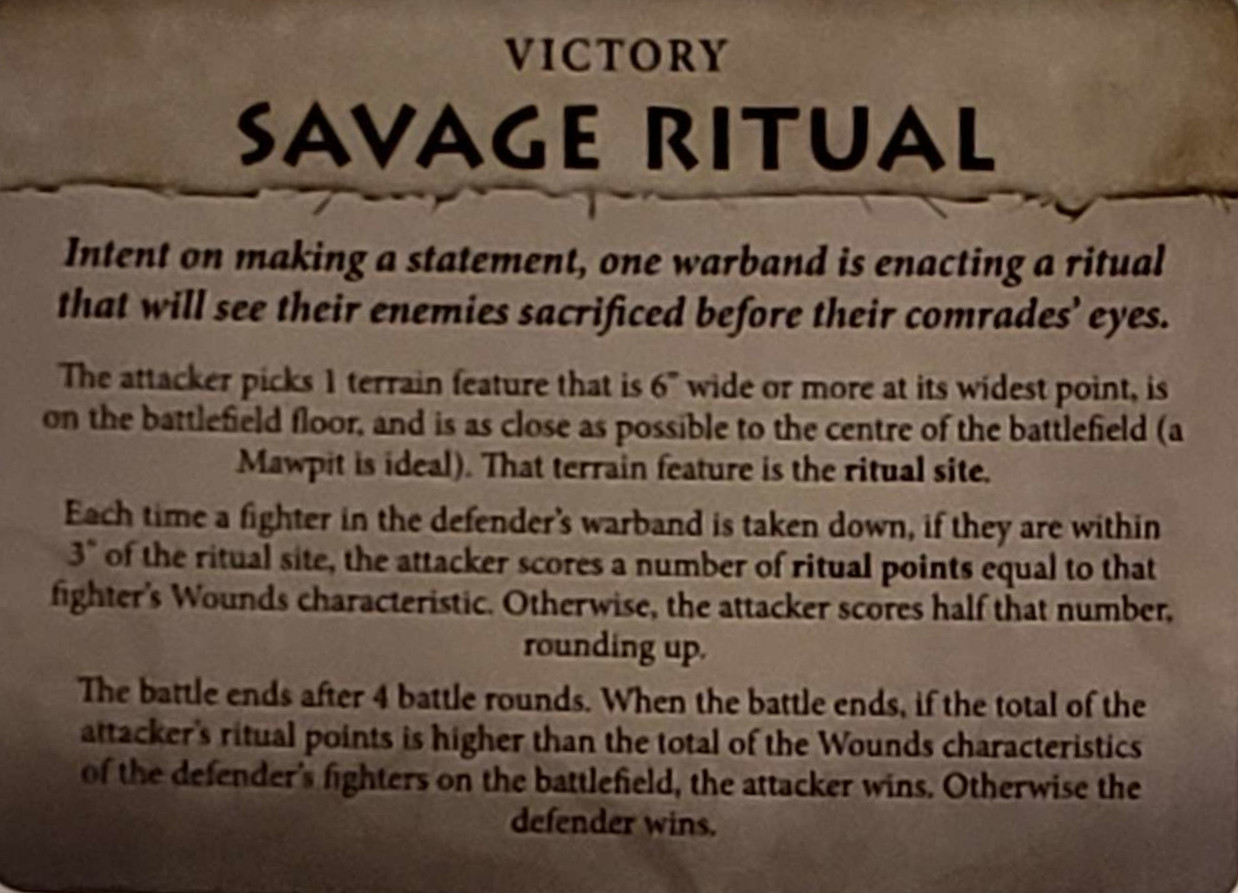 VICTORY
SAVAGE RITUAL
Intent on making a statement, one warband is enacting a ritual
that will see their enemies sacrificed before their comrades' eyes.
The attacker picks 1 terrain feature that is 6" wide or more at its widest point, is
on the battlefield floor, and is as close as possible to the centre of the battlefield (a
Mawpit is ideal). That terrain feature is the ritual site.
Each time a fighter in the defender's warband is taken down, if they are within
3" of the ritual site, the attacker scores a number of ritual points equal to that
fighter's Wounds characteristic. Otherwise, the attacker scores half that number,
rounding up.
The battle ends after 4 battle rounds. When the battle ends, if the total of the
attacker's ritual points is higher than the total of the Wounds characteristics
of the defender's fighters on the battlefield, the attacker wins. Otherwise the
defender wins.